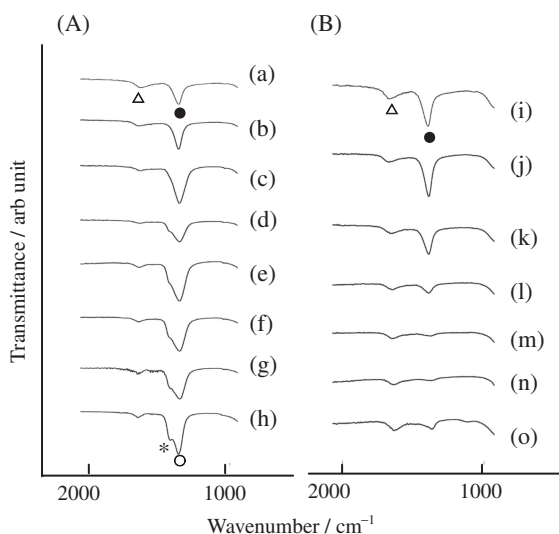 (A)
(B)
(a)
(b)
(c)
(d)
(e)
(f)
(g)
(h)
*
(i)
(j)
(k)
(l)
(m)
(n)
(o)
Transmittance / arb unit
2000 1000 2000 1000
Wavenumber / cm⁻¹